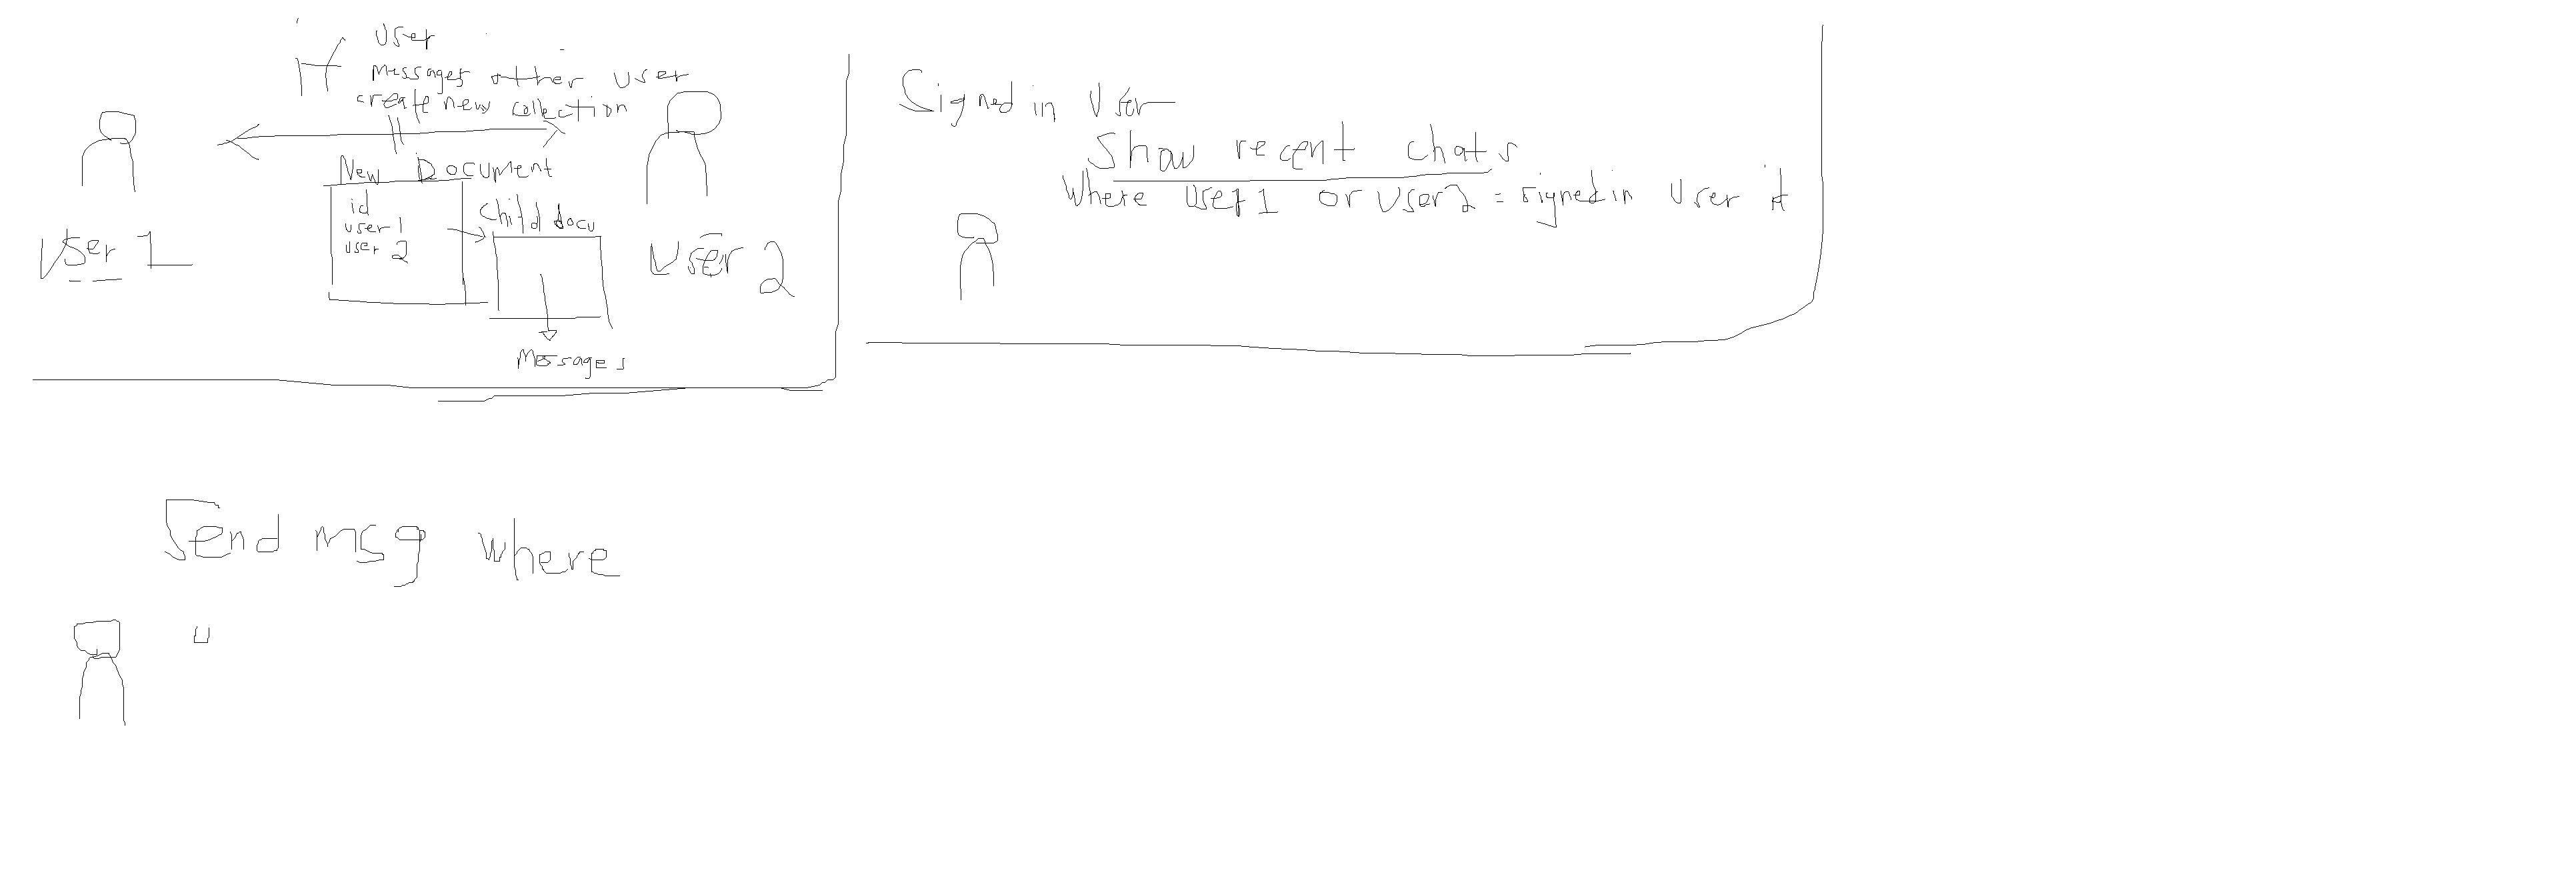 If user
messages other user
create new collection
New Document
id
user 1
user 2
Child docu
Messages
User 1
User 2
Signed in User
Show recent chats
Where user 1 or User 2 = signed in User id
Send msg where